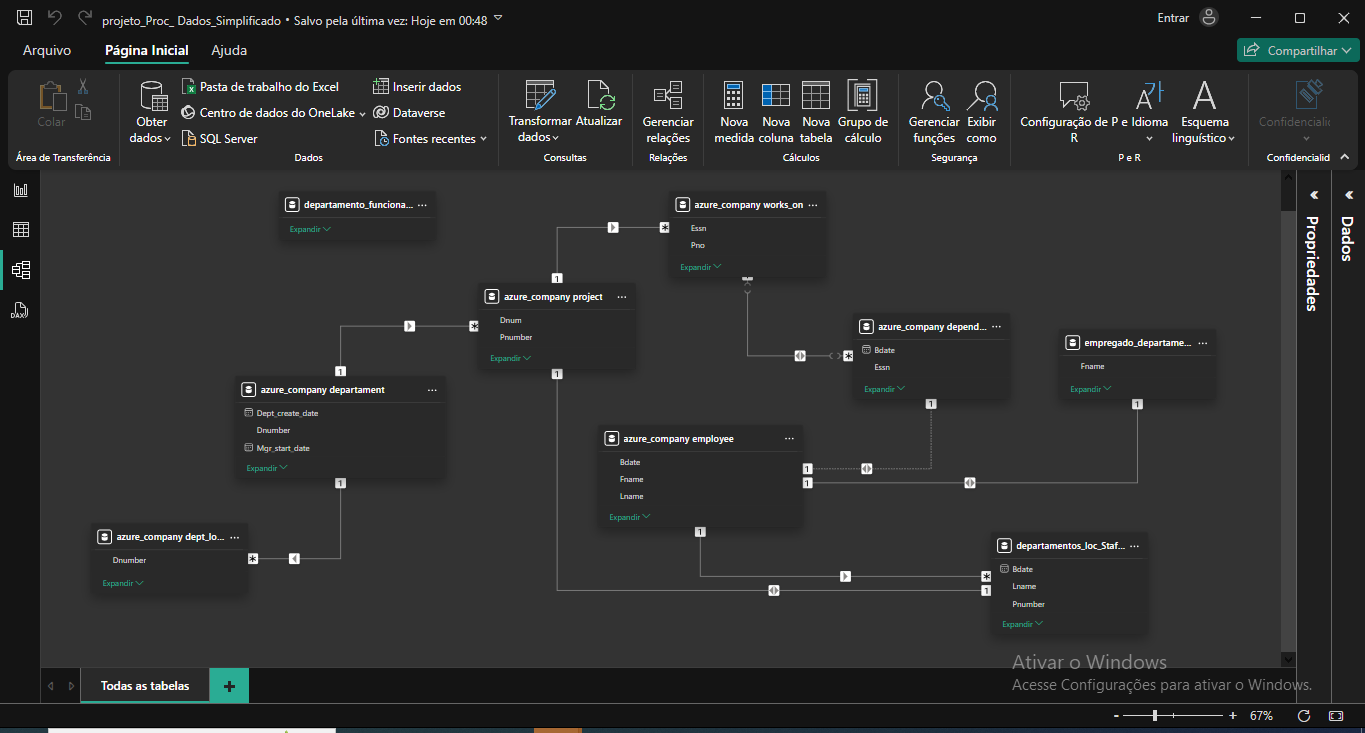 projeto_Proc_ Dados_Simplificado • Salvo pela última vez: Hoje em 00:48
Entrar
Arquivo
Página Inicial
Ajuda
Compartilhar
Colar
Área de Transferência
Obter
dados
Pasta de trabalho do Excel
Centro de dados do OneLake
SQL Server
Inserir dados
Dataverse
Fontes recentes
Dados
Transformar
dados
Atualizar
Consultas
Gerenciar
relações
Relações
Nova
medida
Nova
coluna
Nova
tabela
Grupo de
cálculo
Cálculos
Gerenciar
funções
Exibir
como
Segurança
Configuração de
R
P e Idioma
Esquema
linguístico
P e R
Confidencialid
Confidencialid
DAX
departamento_funciona... ...
Expandir
azure_company works_on ...
Essn
Pno
Expandir
azure_company project ...
Dnum
Pnumber
Expandir
azure_company depend... ...
Bdate
Essn
Expandir
empregado_departame... ...
Fname
Expandir
azure_company departament ...
Dept_create_date
Dnumber
Mgr_start_date
Expandir
azure_company employee ...
Bdate
Fname
Lname
Expandir
azure_company dept_lo... ...
Dnumber
Expandir
departamentos_loc_Staf... ...
Bdate
Lname
Pnumber
Expandir
1
*
1
*
1
1
*
1
*
1
1
1
1
1
*
1
Propriedades
Dados
Ativar o Windows
Acesse Configurações para ativar o Windows.
Todas as tabelas
+
- + 67%